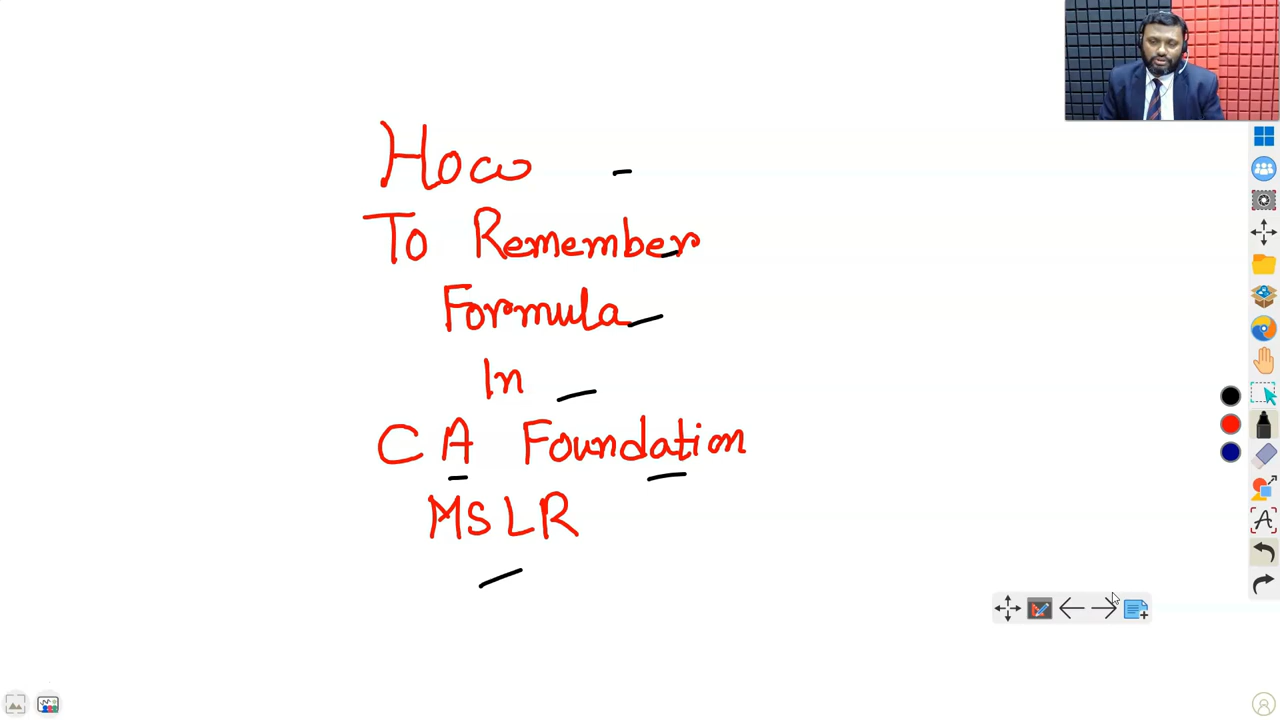 How
To Remember
Formula
In
CA Foundation
MSLR